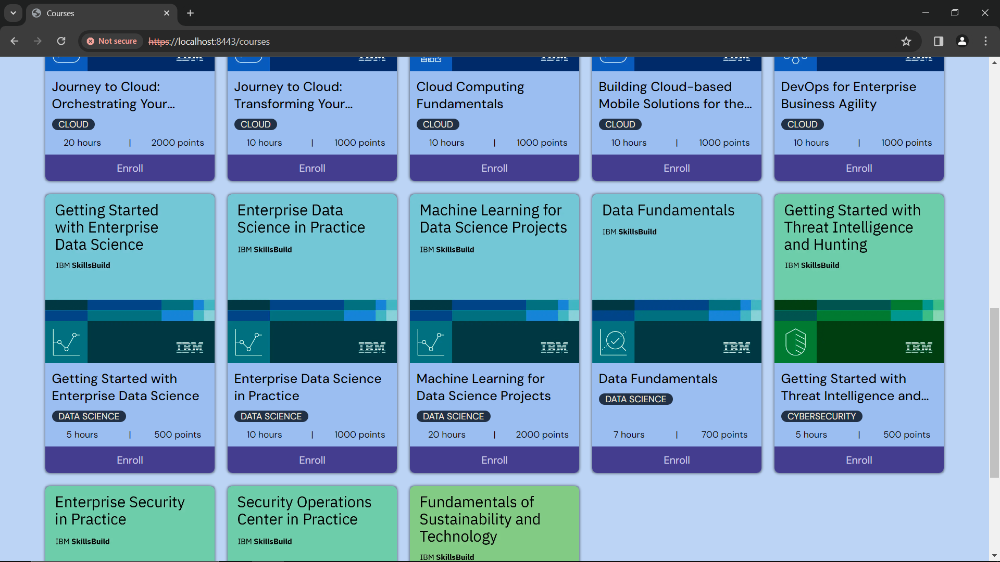 Courses
Not secure
https://localhost:8443/courses
IBM IBM IBM IBM IBM
Journey to Cloud:
Orchestrating Your...
CLOUD
20 hours | 2000 points
Enroll
Journey to Cloud:
Transforming Your...
CLOUD
10 hours | 1000 points
Enroll
Cloud Computing
Fundamentals
CLOUD
10 hours | 1000 points
Enroll
Building Cloud-based
Mobile Solutions for the...
CLOUD
10 hours | 1000 points
Enroll
DevOps for Enterprise
Business Agility
CLOUD
10 hours | 1000 points
Enroll
Getting Started
with Enterprise
Data Science
IBM SkillsBuild
IBM
Getting Started with
Enterprise Data Science
DATA SCIENCE
5 hours | 500 points
Enroll
Enterprise Data
Science in Practice
IBM SkillsBuild
IBM
Enterprise Data Science
in Practice
DATA SCIENCE
10 hours | 1000 points
Enroll
Machine Learning for
Data Science Projects
IBM SkillsBuild
IBM
Machine Learning for
Data Science Projects
DATA SCIENCE
20 hours | 2000 points
Enroll
Data Fundamentals
IBM SkillsBuild
IBM
Data Fundamentals
DATA SCIENCE
7 hours | 700 points
Enroll
Getting Started with
Threat Intelligence
and Hunting
IBM SkillsBuild
IBM
Getting Started with
Threat Intelligence and...
CYBERSECURITY
5 hours | 500 points
Enroll
Enterprise Security
in Practice
IBM SkillsBuild
Security Operations
Center in Practice
IBM SkillsBuild
Fundamentals of
Sustainability and
Technology
IBM SkillsBuild